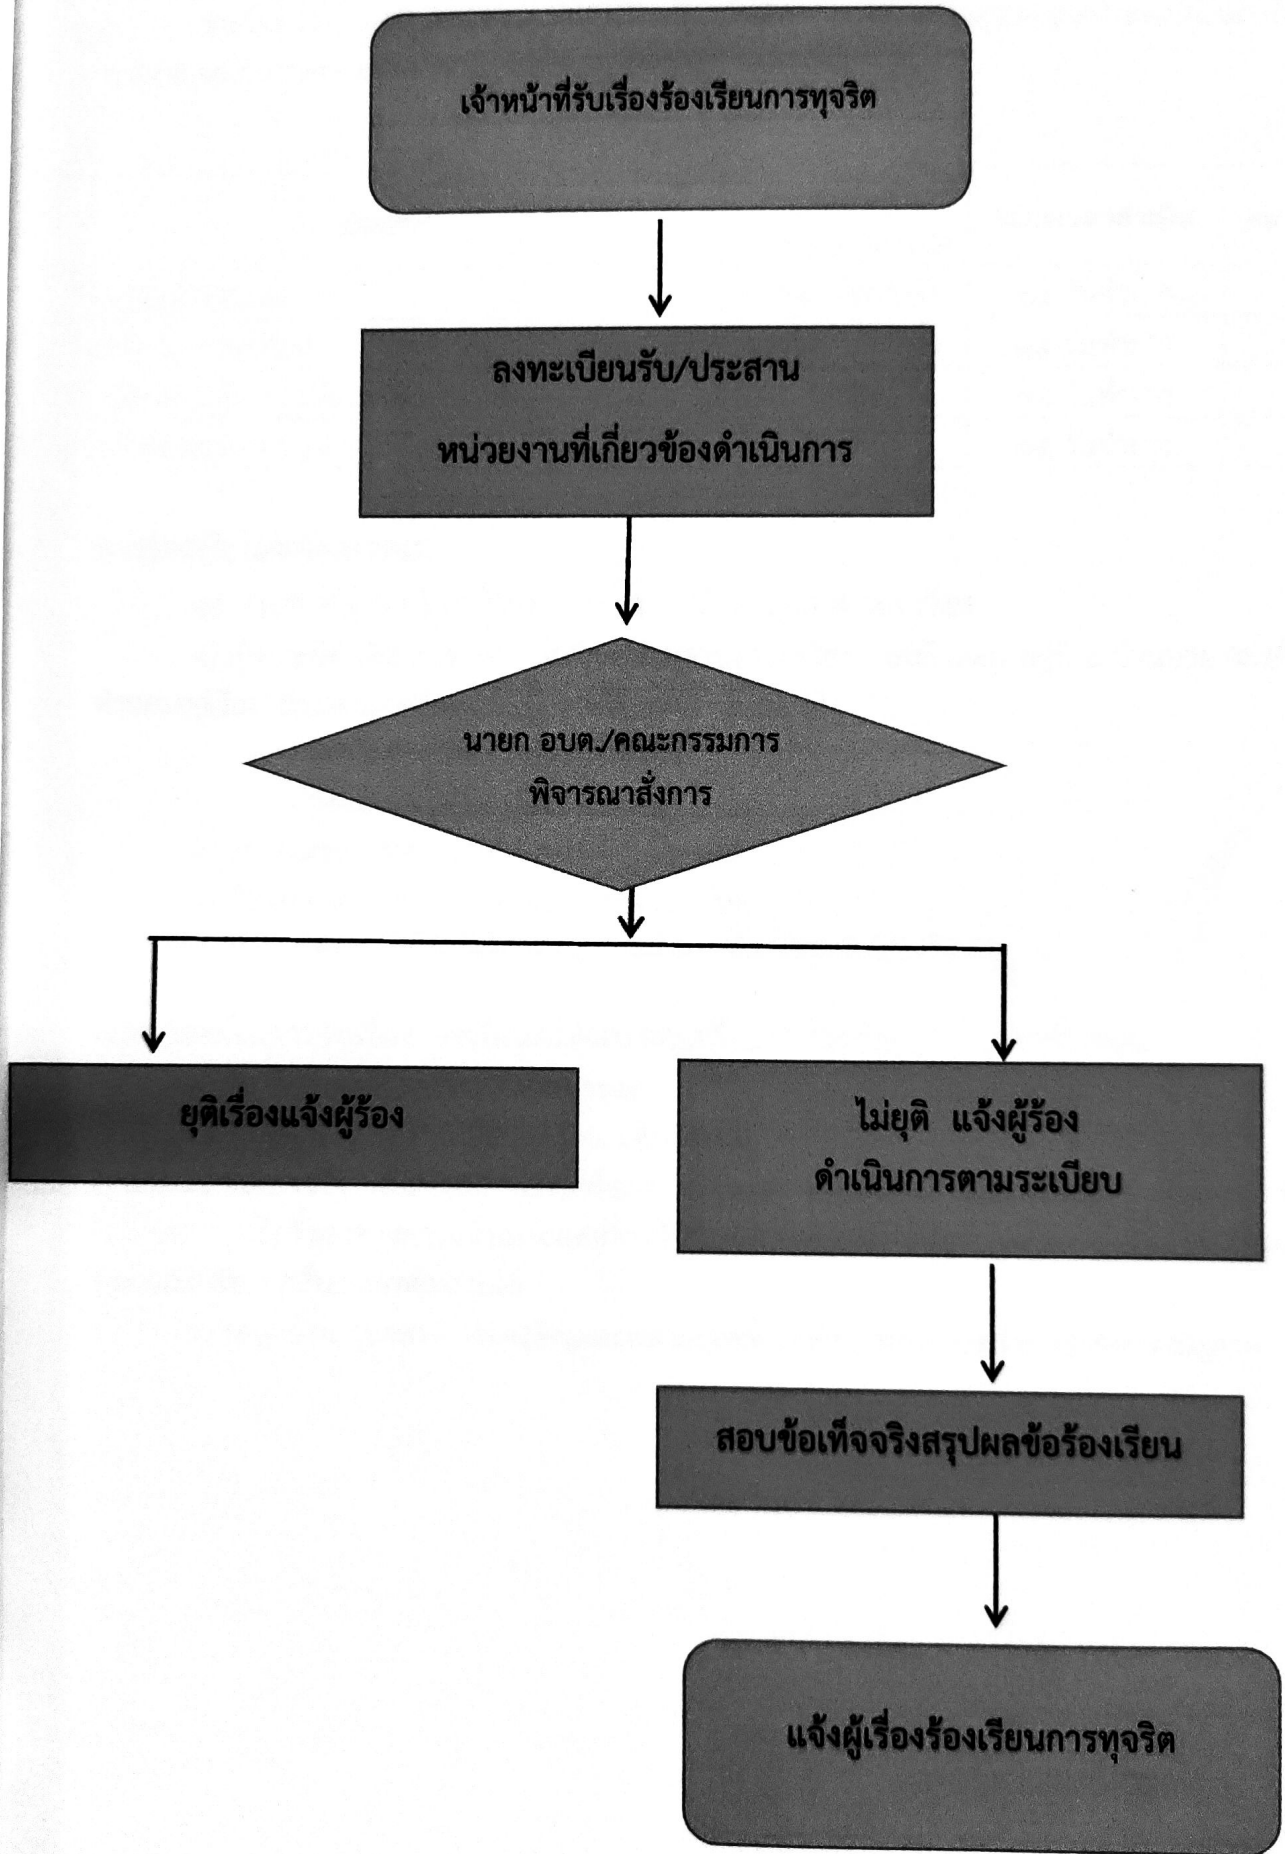 เจ้าหน้าที่รับเรื่องร้องเรียนการทุจริต
ลงทะเบียนรับ/ประสาน
หน่วยงานที่เกี่ยวข้องดำเนินการ
นายก อบต./คณะกรรมการ
พิจารณาสั่งการ
ยุติเรื่องแจ้งผู้ร้อง
ไม่ยุติ แจ้งผู้ร้อง
ดำเนินการตามระเบียบ
สอบข้อเท็จจริงสรุปผลข้อร้องเรียน
แจ้งผู้เรื่องร้องเรียนการทุจริต